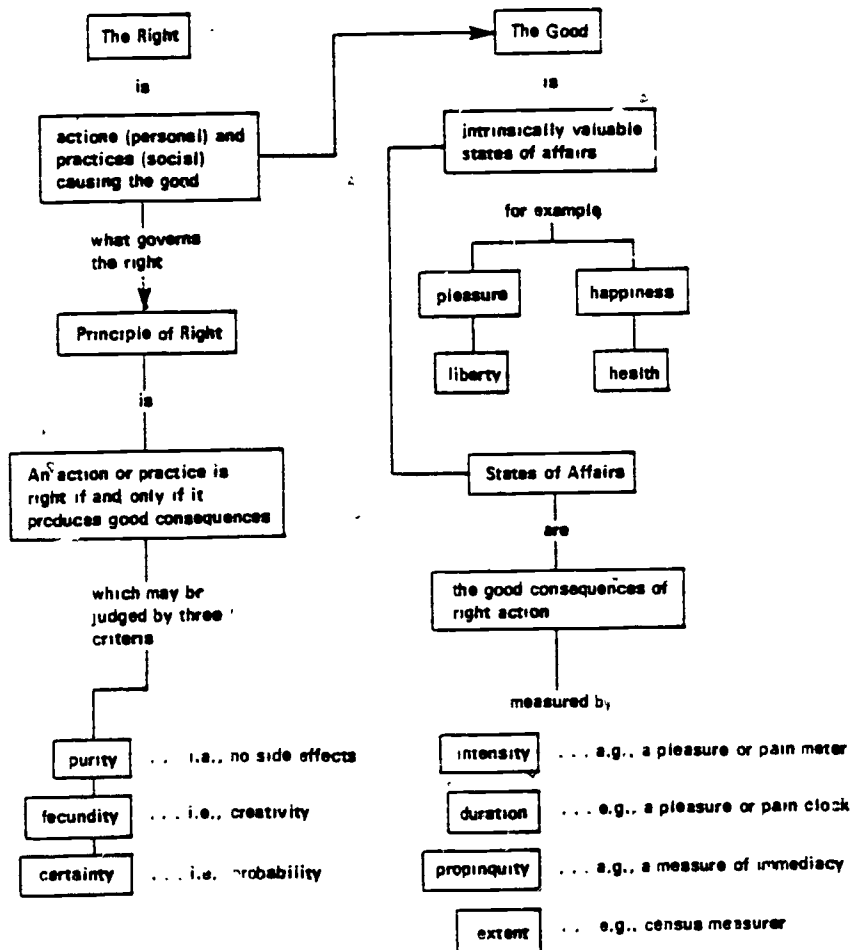 The Right
is
actions (personal) and
practices (social)
causing the good
what governs
the right
Principle of Right
is
An action or practice is
right if and only if it
produces good consequences
which may be
judged by three
criteria
purity . . i.e., no side effects
fecundity . . . i.e., creativity
certainty . . . i.e. probability
The Good
is
intrinsically valuable
states of affairs
for example
pleasure
happiness
liberty
health
States of Affairs
are
the good consequences of
right action
measured by
intensity . . . e.g., a pleasure or pain meter
duration . . . e.g., a pleasure or pain clock
propinquity . . . e.g., a measure of immediacy
extent . . e.g., census measurer